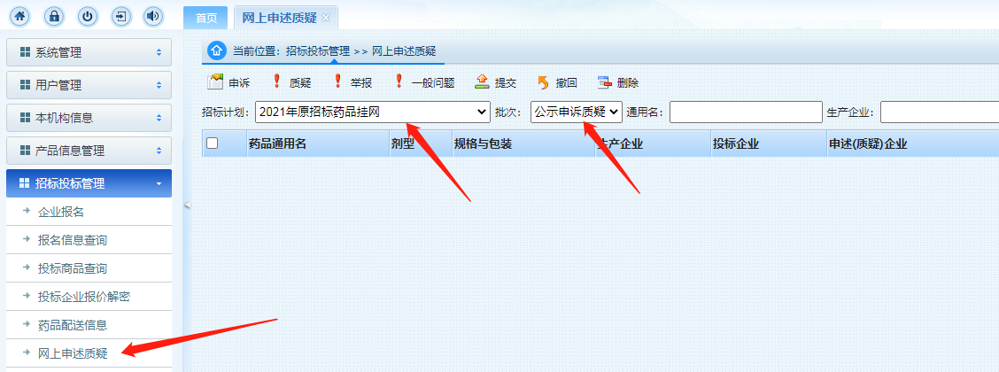 首页 网上申述质疑
系统管理
用户管理
本机构信息
产品信息管理
招标投标管理
企业报名
报名信息查询
投标商品查询
投标企业报价解密
药品配送信息
网上申述质疑
当前位置：招标投标管理 >> 网上申述质疑
申诉 质疑 举报 一般问题 提交 撤回 删除
招标计划： 2021年原招标药品挂网 批次： 公示申诉质疑 通用名： 生产企业：
药品通用名 剂型 规格与包装 生产企业 投标企业 申述(质疑)企业